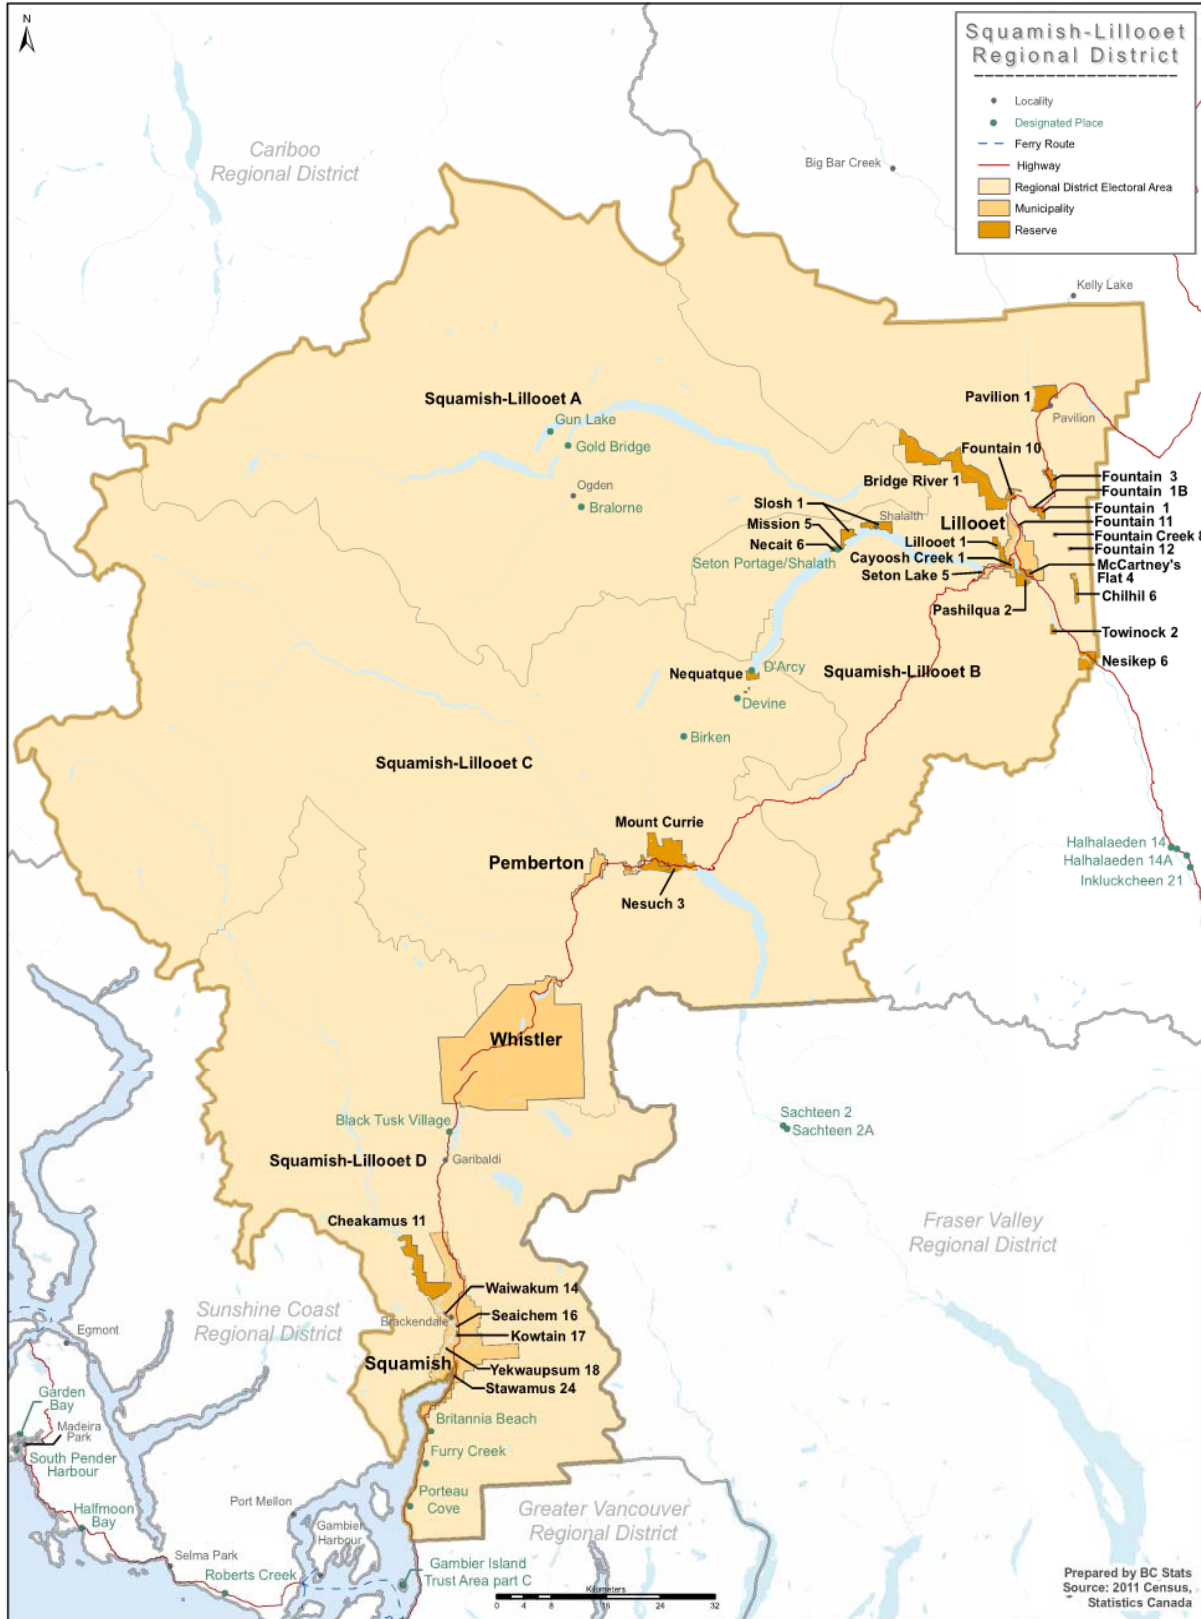 N
Squamish-Lillooet
Regional District
Locality
Designated Place
Ferry Route
Highway
Regional District Electoral Area
Municipality
Reserve
Cariboo
Regional District
Big Bar Creek
Kelly Lake
Squamish-Lillooet A
Gun Lake
Gold Bridge
Ogden
Bralorne
Pavilion 1
Pavilion
Fountain 10
Bridge River 1
Fountain 3
Fountain 1B
Fountain 1
Fountain 11
Fountain Creek 8
Fountain 12
McCartney's
Flat 4
Chilhil 6
Slosh 1
Shalalth
Mission 5
Necait 6
Seton Portage/Shalath
Lillooet
Lillooet 1
Cayoosh Creek 1
Seton Lake 5
Pashilqua 2
Towinock 2
Nesikep 6
Nequatque
D'Arcy
Squamish-Lillooet B
Devine
Birken
Squamish-Lillooet C
Mount Currie
Pemberton
Nesuch 3
Halhalaeden 14
Halhalaeden 14A
Inkluckcheen 21
Whistler
Black Tusk Village
Sachteen 2
Sachteen 2A
Squamish-Lillooet D
Garibaldi
Cheakamus 11
Fraser Valley
Regional District
Waiwakum 14
Sunshine Coast
Regional District
Brackendale
Seaichem 16
Kowtain 17
Egmont
Squamish
Yekwaupsum 18
Stawamus 24
Garden
Bay
Madeira
Park
South Pender
Harbour
Britannia Beach
Furry Creek
Porteau
Cove
Port Mellon
Halfmoon
Bay
Gambier
Harbour
Greater Vancouver
Regional District
Selma Park
Roberts Creek
Gambier Island
Trust Area part C
Kilometers
0 4 8 16 24 32
Prepared by BC Stats
Source: 2011 Census,
Statistics Canada